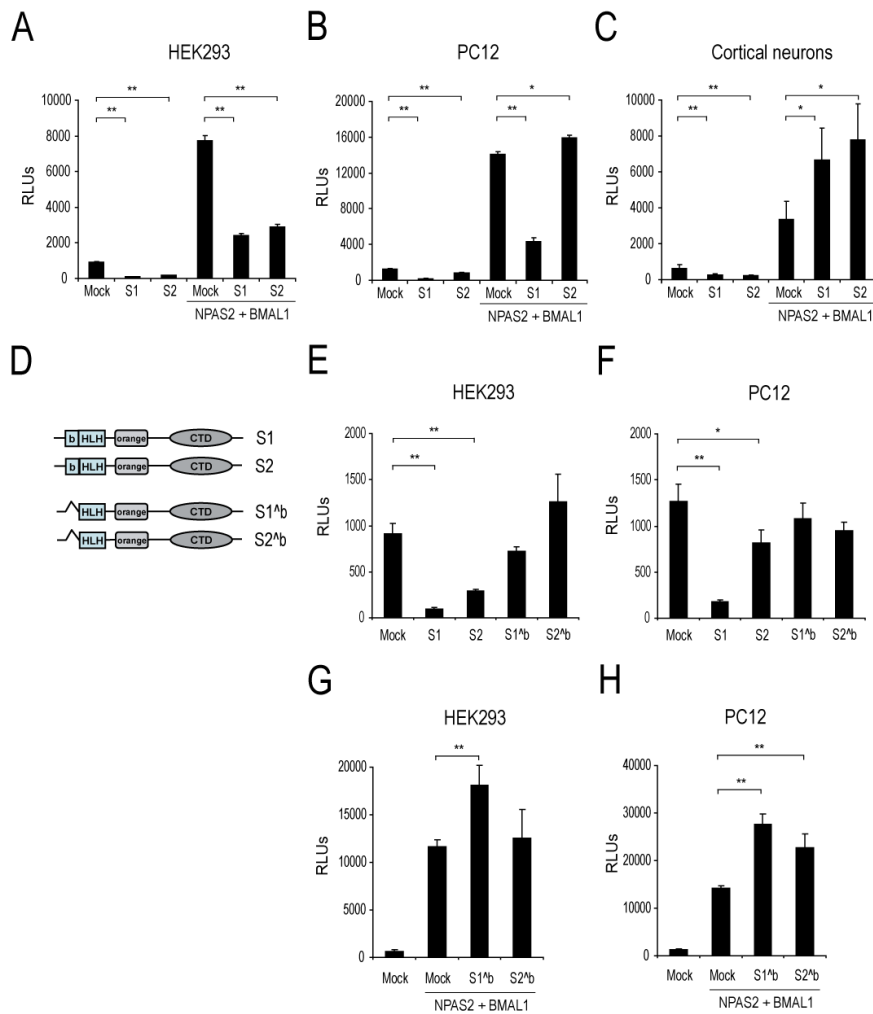 A
HEK293
** **
**
**
RLUs
10000
8000
6000
4000
2000
0
Mock S1 S2 Mock S1 S2
NPAS2 + BMAL1
B
PC12
** *
**
**
RLUs
20000
16000
12000
8000
4000
0
Mock S1 S2 Mock S1 S2
NPAS2 + BMAL1
C
Cortical neurons
** *
**
*
RLUs
10000
8000
6000
4000
2000
0
Mock S1 S2 Mock S1 S2
NPAS2 + BMAL1
D
b HLH orange CTD S1
b HLH orange CTD S2
HLH orange CTD S1^b
HLH orange CTD S2^b
E
HEK293
**
**
RLUs
2000
1500
1000
500
0
Mock S1 S2 S1^b S2^b
F
PC12
*
**
RLUs
2000
1500
1000
500
0
Mock S1 S2 S1^b S2^b
G
HEK293
**
RLUs
20000
15000
10000
5000
0
Mock Mock S1^b S2^b
NPAS2 + BMAL1
H
PC12
**
**
RLUs
40000
30000
20000
10000
0
Mock Mock S1^b S2^b
NPAS2 + BMAL1